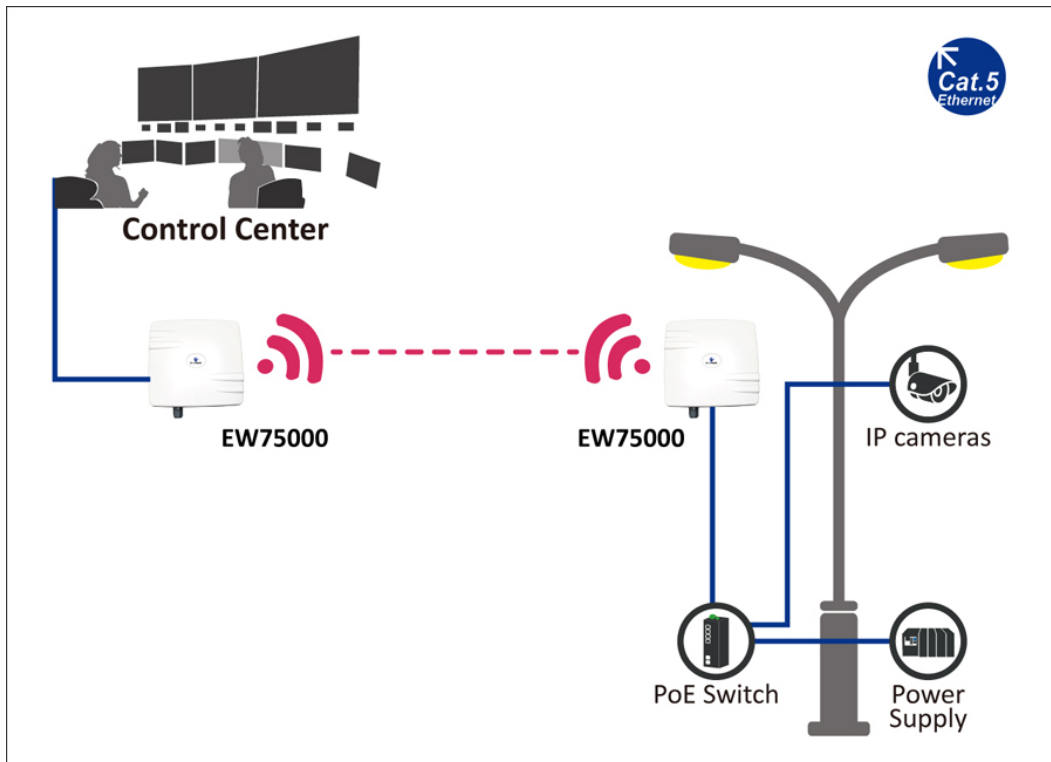 Cat.5
Ethernet
Control Center
EW75000
EW75000
IP cameras
PoE Switch
Power
Supply